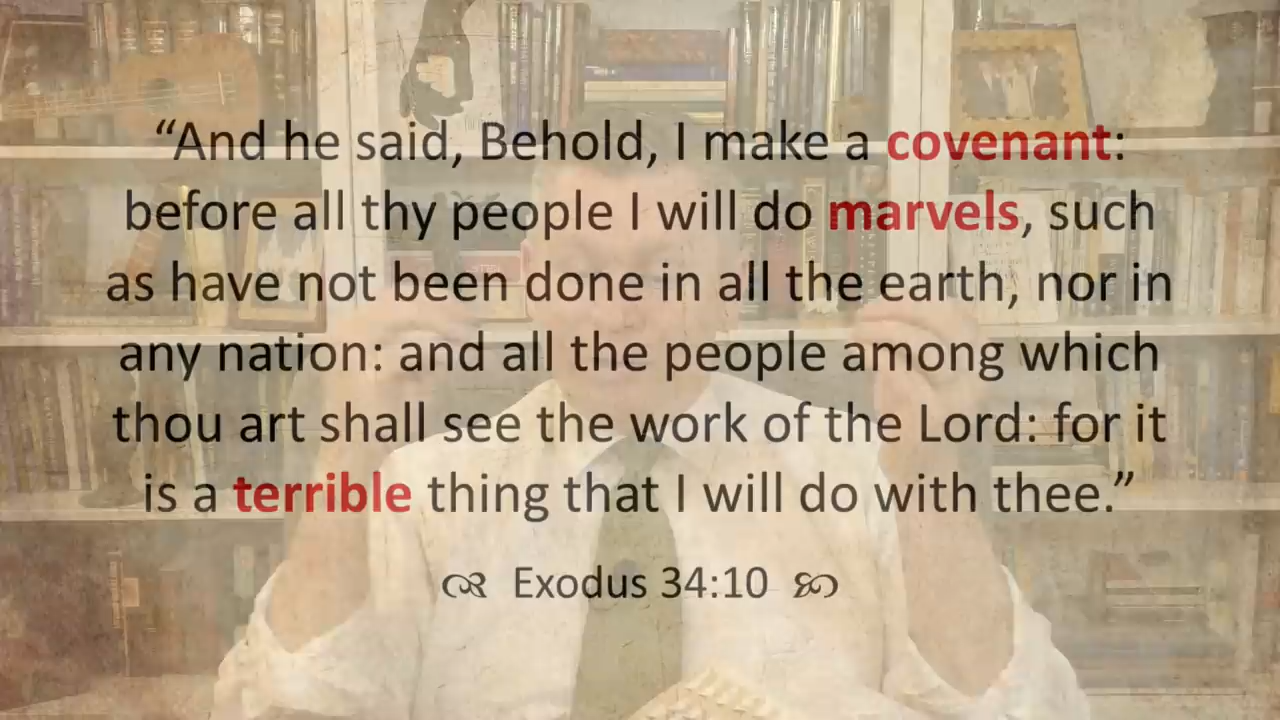 “And he said, Behold, I make a covenant:
before all thy people I will do marvels, such
as have not been done in all the earth, nor in
any nation: and all the people among which
thou art shall see the work of the Lord: for it
is a terrible thing that I will do with thee.”
Exodus 34:10